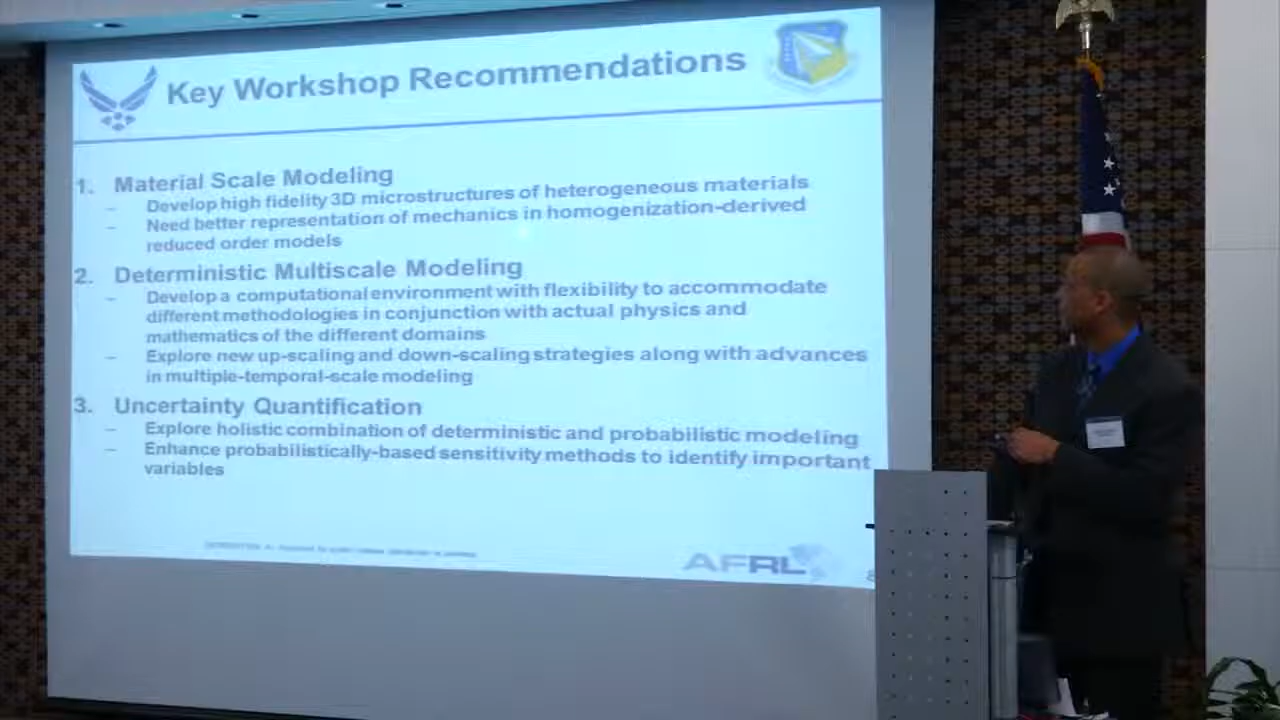 Key Workshop Recommendations
1. Material Scale Modeling
– Develop high fidelity 3D microstructures of heterogeneous materials
– Need better representation of mechanics in homogenization-derived
reduced order models
2. Deterministic Multiscale Modeling
– Develop a computational environment with flexibility to accommodate
different methodologies in conjunction with actual physics and
mathematics of the different domains
– Explore new up-scaling and down-scaling strategies along with advances
in multiple-temporal-scale modeling
3. Uncertainty Quantification
– Explore holistic combination of deterministic and probabilistic modeling
– Enhance probabilistically-based sensitivity methods to identify important
variables
AFRL